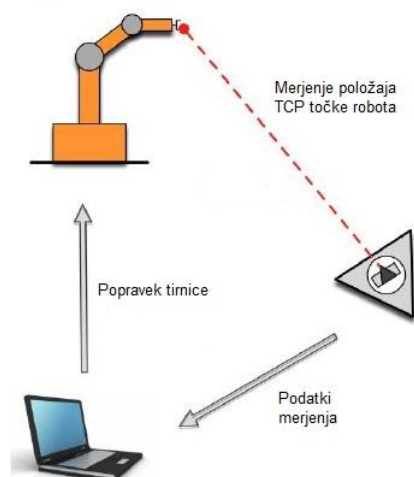 Merjenje položaja
TCP točke robota
Popravek tirnice
Podatki
merjenja